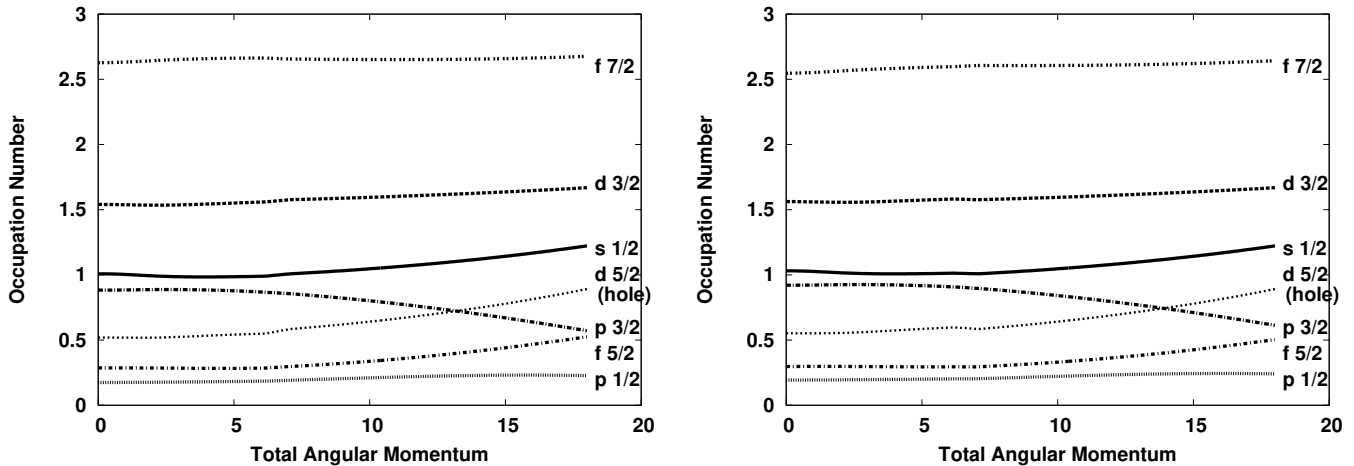 3
2.5
2
1.5
1
0.5
0
0
5
10
15
20
Occupation Number
Total Angular Momentum
f 7/2
d 3/2
s 1/2
d 5/2
(hole)
p 3/2
f 5/2
p 1/2
3
2.5
2
1.5
1
0.5
0
0
5
10
15
20
Occupation Number
Total Angular Momentum
f 7/2
d 3/2
s 1/2
d 5/2
(hole)
p 3/2
f 5/2
p 1/2